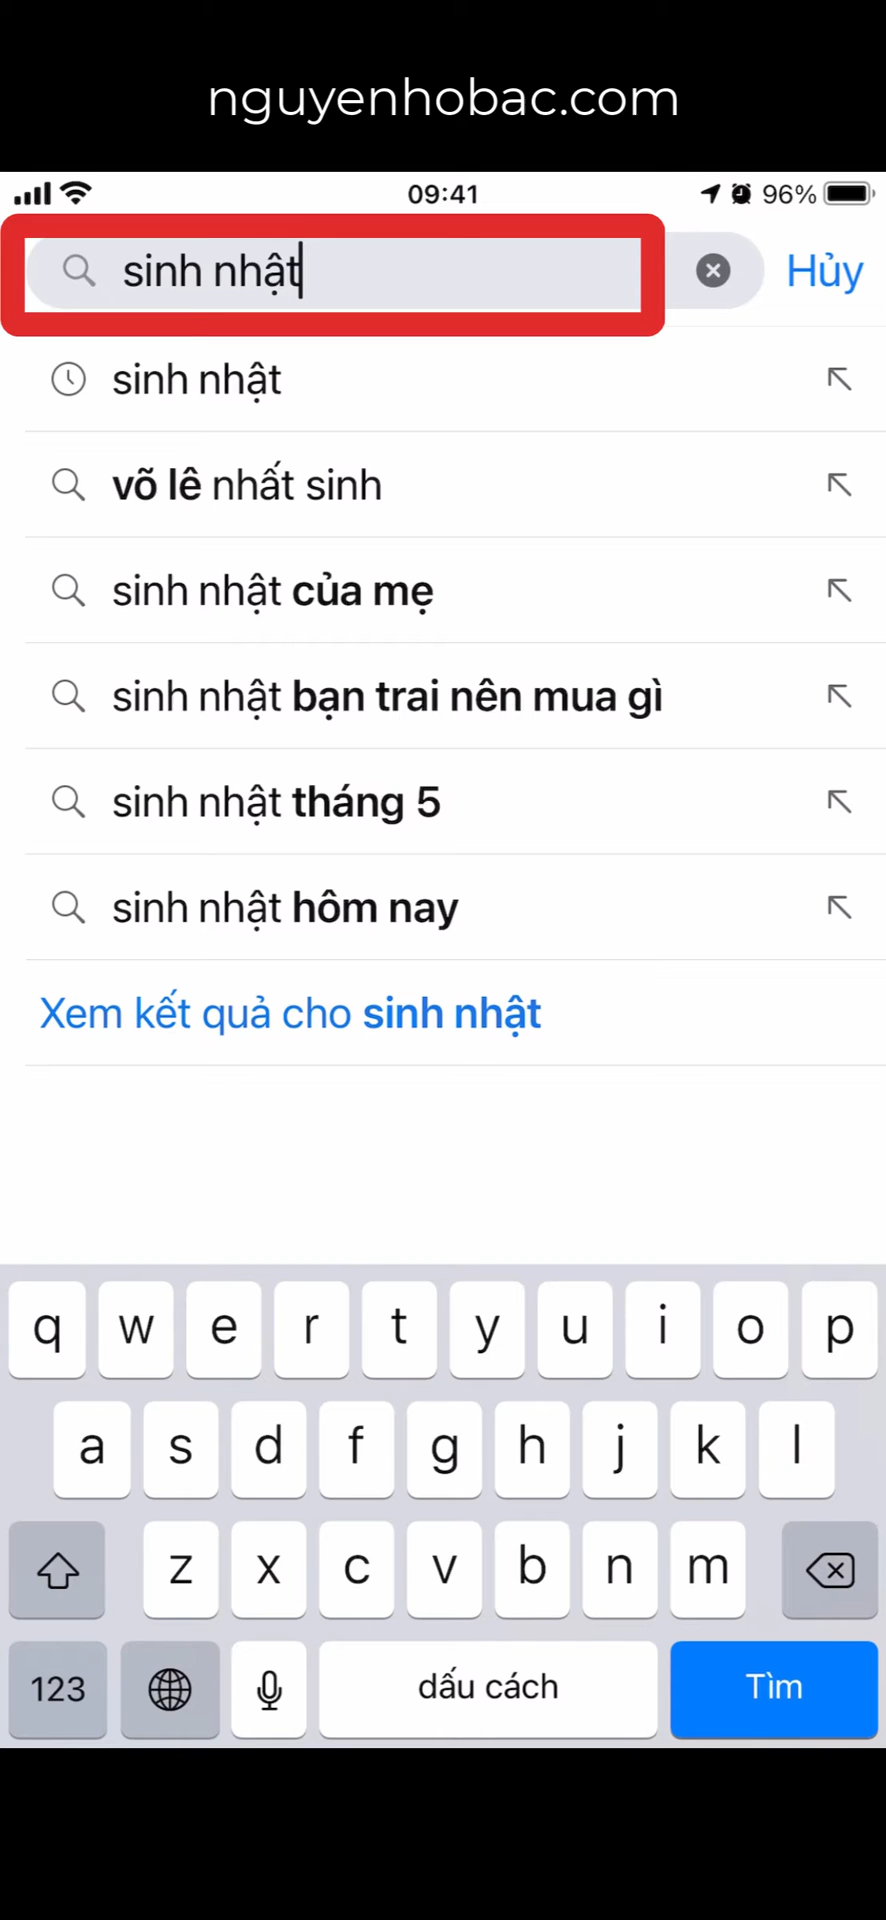 nguyenhobac.com
09:41
96%
sinh nhật
Hủy
sinh nhật
võ lê nhất sinh
sinh nhật của mẹ
sinh nhật bạn trai nên mua gì
sinh nhật tháng 5
sinh nhật hôm nay
Xem kết quả cho sinh nhật
q w e r t y u i o p
a s d f g h j k l
z x c v b n m
123 dấu cách Tìm